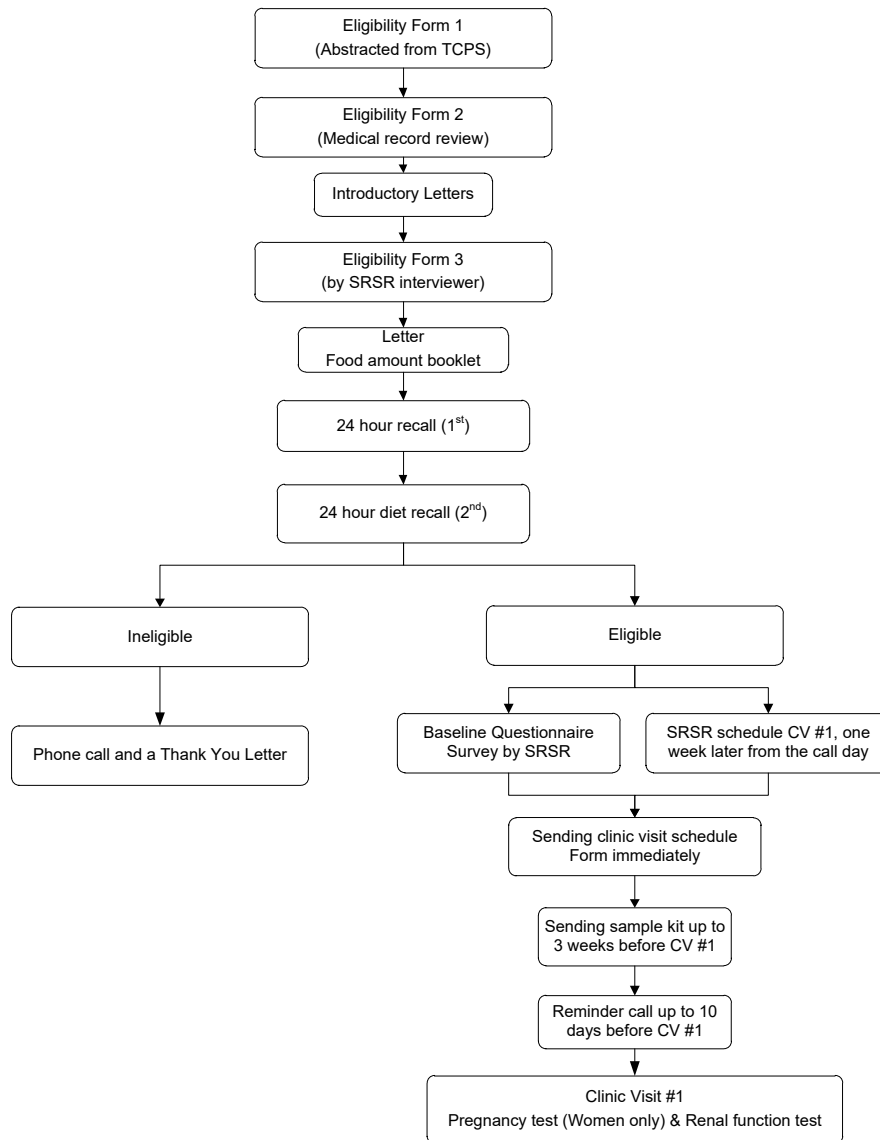 Eligibility Form 1
(Abstracted from TCPS)
Eligibility Form 2
(Medical record review)
Introductory Letters
Eligibility Form 3
(by SRSR interviewer)
Letter
Food amount booklet
24 hour recall (1st)
24 hour diet recall (2nd)
Ineligible
Eligible
Phone call and a Thank You Letter
Baseline Questionnaire
Survey by SRSR
SRSR schedule CV #1, one
week later from the call day
Sending clinic visit schedule
Form immediately
Sending sample kit up to
3 weeks before CV #1
Reminder call up to 10
days before CV #1
Clinic Visit #1
Pregnancy test (Women only) & Renal function test